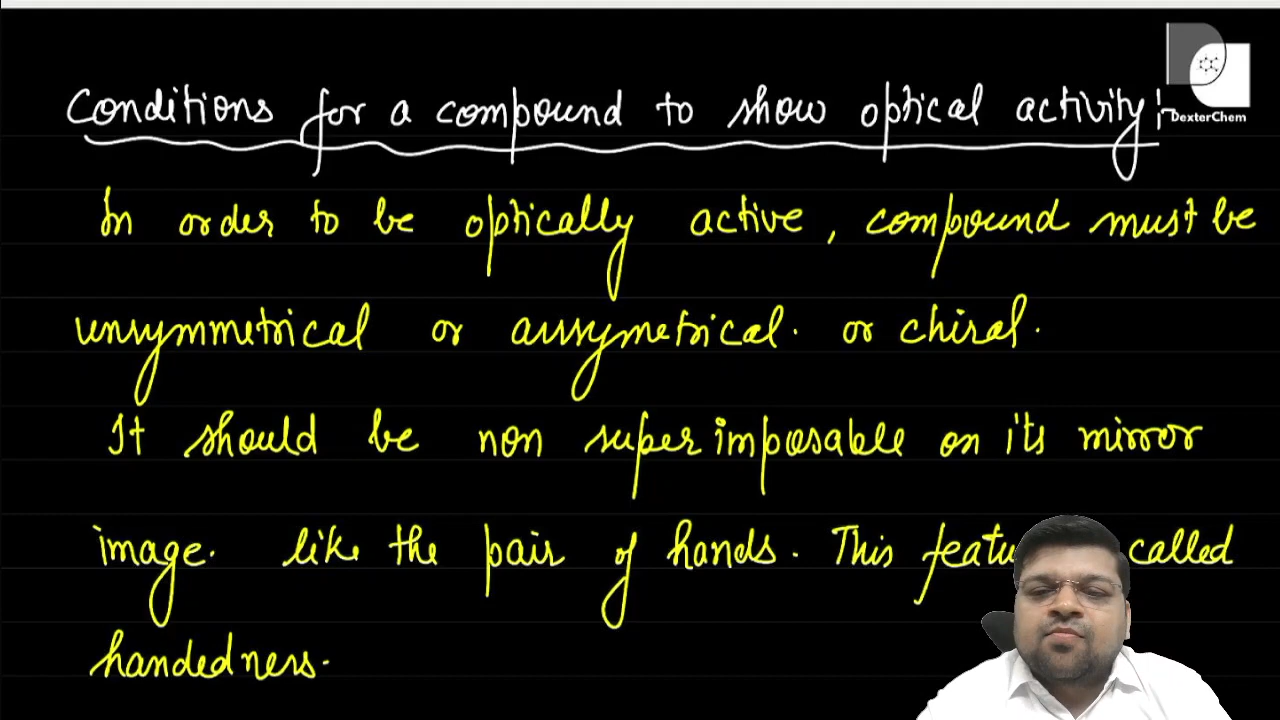 Conditions for a compound to show optical activity:-
DexterChem
In order to be optically active, compound must be
unsymmetrical or assymetrical. or chiral.
It should be non superimposable on its mirror
image. like the pair of hands. This featu called
handedness.